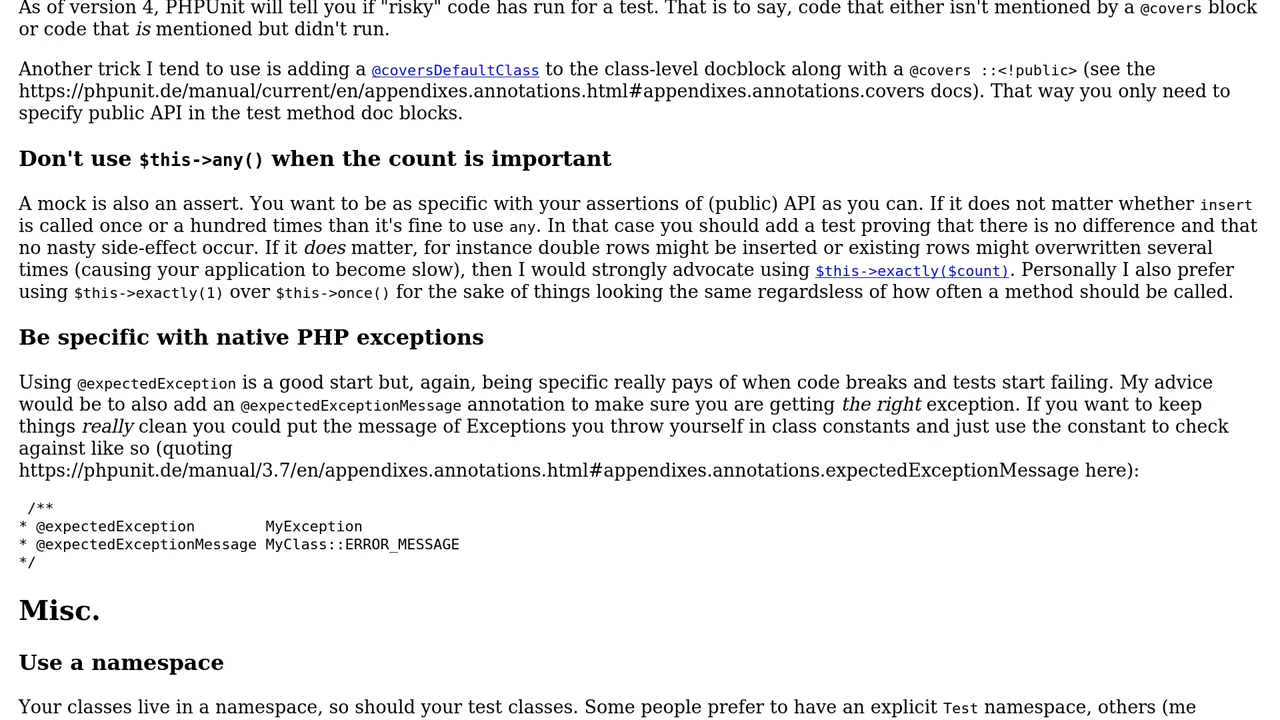 As of version 4, PHPUnit will tell you if "risky" code has run for a test. That is to say, code that either isn't mentioned by a @covers block
or code that is mentioned but didn't run.
Another trick I tend to use is adding a @coversDefaultClass to the class-level docblock along with a @covers ::<!public> (see the
https://phpunit.de/manual/current/en/appendixes.annotations.html#appendixes.annotations.covers docs). That way you only need to
specify public API in the test method doc blocks.
Don't use $this->any() when the count is important
A mock is also an assert. You want to be as specific with your assertions of (public) API as you can. If it does not matter whether insert
is called once or a hundred times than it's fine to use any. In that case you should add a test proving that there is no difference and that
no nasty side-effect occur. If it does matter, for instance double rows might be inserted or existing rows might overwritten several
times (causing your application to become slow), then I would strongly advocate using $this->exactly($count). Personally I also prefer
using $this->exactly(1) over $this->once() for the sake of things looking the same regardsless of how often a method should be called.
Be specific with native PHP exceptions
Using @expectedException is a good start but, again, being specific really pays of when code breaks and tests start failing. My advice
would be to also add an @expectedExceptionMessage annotation to make sure you are getting the right exception. If you want to keep
things really clean you could put the message of Exceptions you throw yourself in class constants and just use the constant to check
against like so (quoting
https://phpunit.de/manual/3.7/en/appendixes.annotations.html#appendixes.annotations.expectedExceptionMessage here):
/**
* @expectedException        MyException
* @expectedExceptionMessage MyClass::ERROR_MESSAGE
*/
Misc.
Use a namespace
Your classes live in a namespace, so should your test classes. Some people prefer to have an explicit Test namespace, others (me